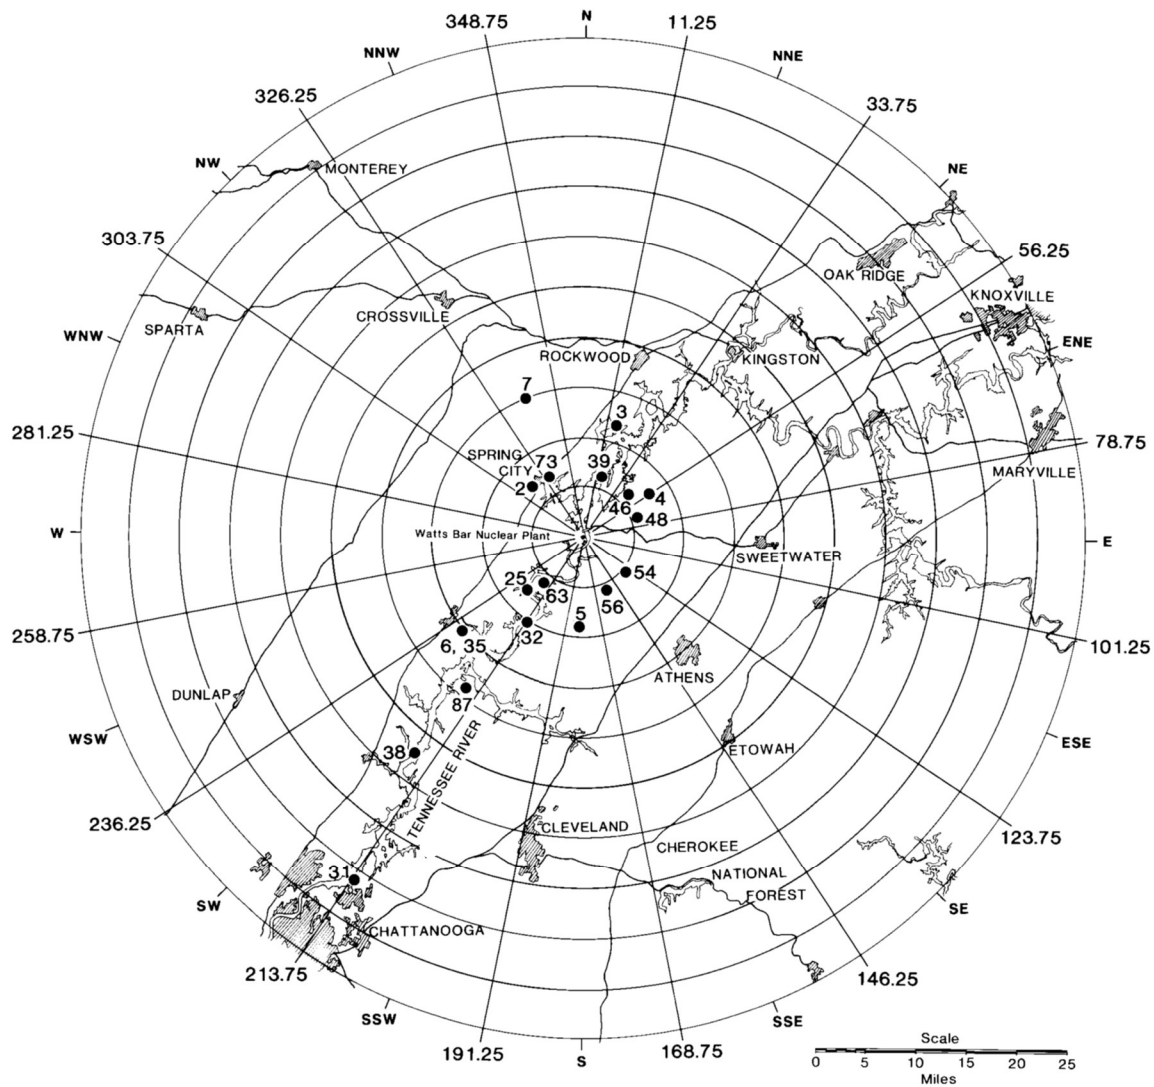 N
348.75
11.25
NNW
NNE
326.25
33.75
NW
MONTEREY
NE
303.75
56.25
OAK RIDGE
KNOXVILLE
SPARTA
CROSSVILLE
WNW
ENE
ROCKWOOD
KINGSTON
7
3
281.25
78.75
SPRING
CITY
73
39
MARYVILLE
2
46
4
48
W
Watts Bar Nuclear Plant
E
SWEETWATER
54
25
63
56
5
32
258.75
6, 35
101.25
ATHENS
DUNLAP
87
WSW
ESE
38
ETOWAH
TENNESSEE RIVER
236.25
CLEVELAND
123.75
CHEROKEE
NATIONAL
FOREST
31
SW
SE
CHATTANOOGA
213.75
146.25
SSW
SSE
191.25
S
168.75
Scale
0 5 10 15 20 25
Miles